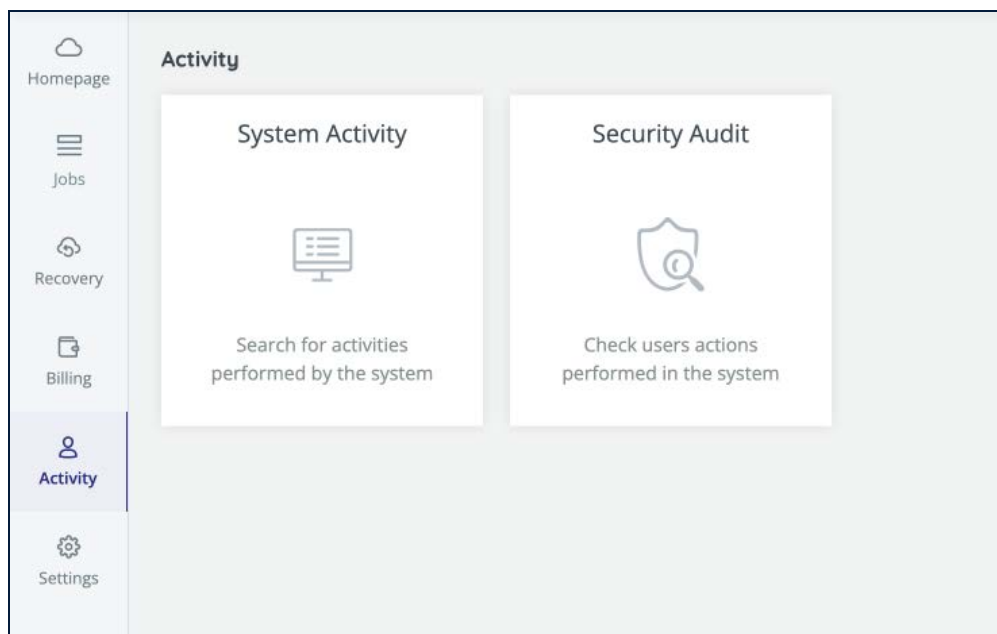 Homepage
Jobs
Recovery
Billing
Activity
Settings
Activity
System Activity
Search for activities
performed by the system
Security Audit
Check users actions
performed in the system